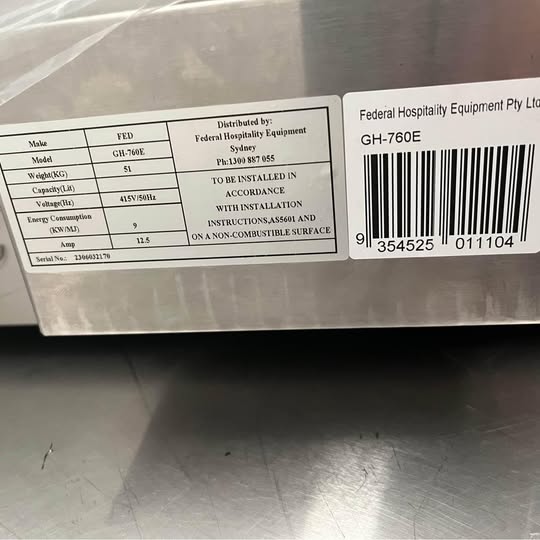 Make FED
Model GH-760E
Weight(KG) 51
Capacity(Lit)
Voltage(Hz) 415V/50Hz
Energy Consumption
(KW/MJ) 9
Amp 12.5
Serial No.: 2306032170
Distributed by:
Federal Hospitality Equipment
Sydney
Ph:1300 887 055
TO BE INSTALLED IN
ACCORDANCE
WITH INSTALLATION
INSTRUCTIONS,AS5601 AND
ON A NON-COMBUSTIBLE SURFACE
Federal Hospitality Equipment Pty Ltd
GH-760E
9 354525 011104